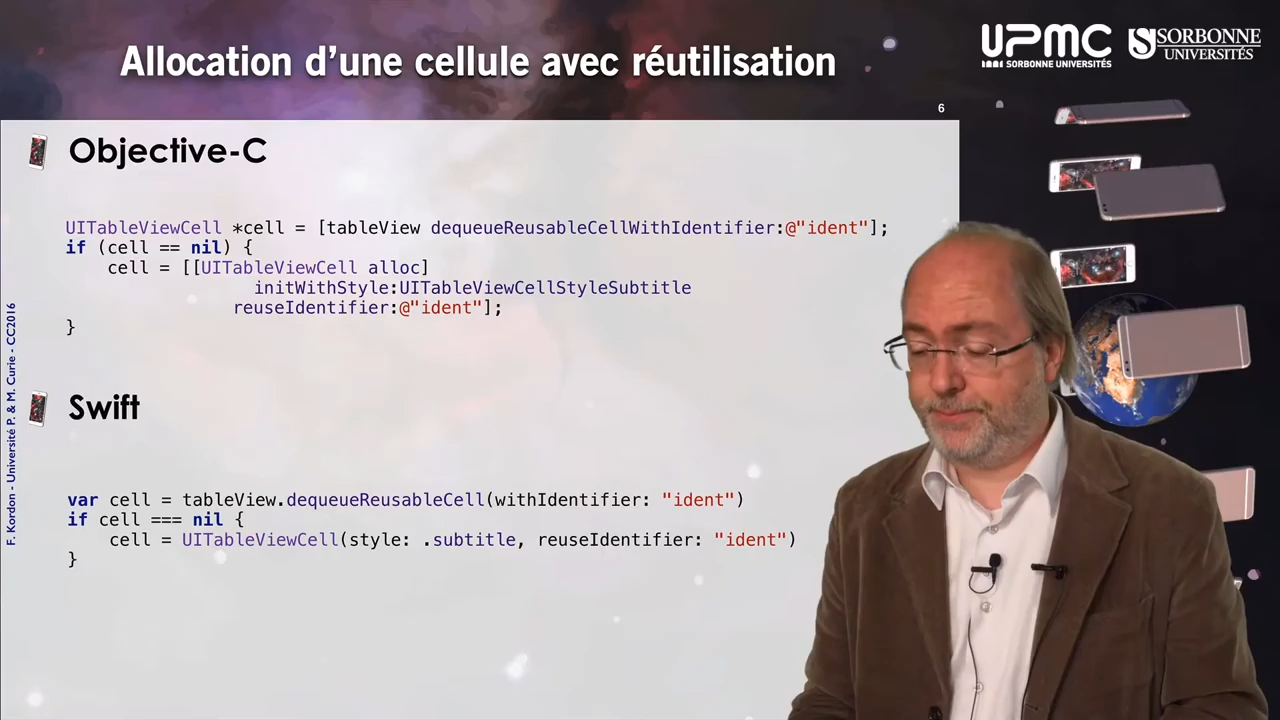 Allocation d'une cellule avec réutilisation
UPMC
SORBONNE UNIVERSITÉS
SORBONNE
UNIVERSITÉS
6
Objective-C
UITableViewCell *cell = [tableView dequeueReusableCellWithIdentifier:@"ident"];
if (cell == nil) {
cell = [[UITableViewCell alloc]
initWithStyle:UITableViewCellStyleSubtitle
reuseIdentifier:@"ident"];
}
Swift
var cell = tableView.dequeueReusableCell(withIdentifier: "ident")
if cell === nil {
cell = UITableViewCell(style: .subtitle, reuseIdentifier: "ident")
}
F. Kordon - Université P. & M. Curie - CC2016